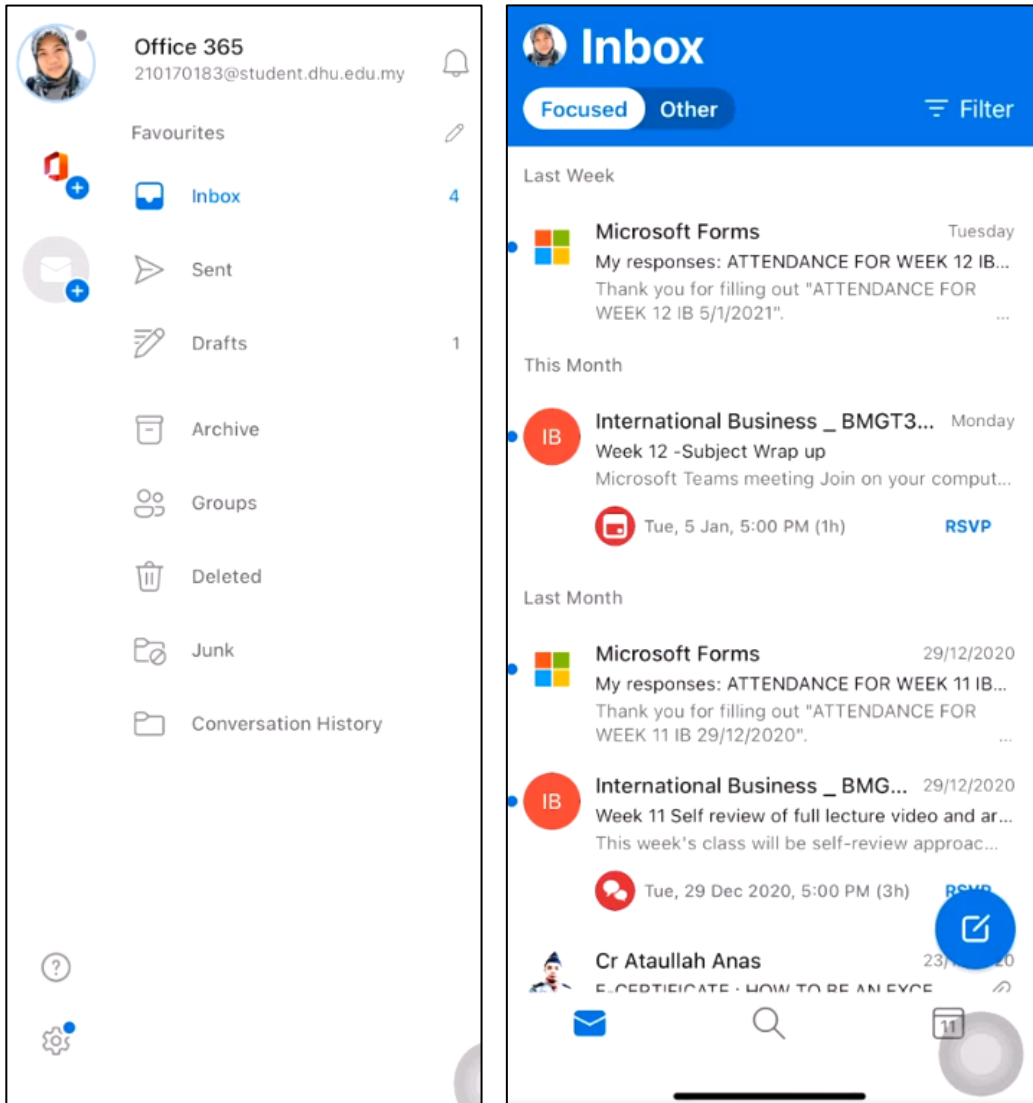 Office 365
210170183@student.dhu.edu.my
Favourites
Inbox 4
Sent
Drafts 1
Archive
Groups
Deleted
Junk
Conversation History
Inbox
Focused Other Filter
Last Week
Microsoft Forms Tuesday
My responses: ATTENDANCE FOR WEEK 12 IB...
Thank you for filling out "ATTENDANCE FOR
WEEK 12 IB 5/1/2021". ...
This Month
IB International Business _ BMGT3... Monday
Week 12 -Subject Wrap up
Microsoft Teams meeting Join on your comput...
Tue, 5 Jan, 5:00 PM (1h) RSVP
Last Month
Microsoft Forms 29/12/2020
My responses: ATTENDANCE FOR WEEK 11 IB...
Thank you for filling out "ATTENDANCE FOR
WEEK 11 IB 29/12/2020". ...
IB International Business _ BMG... 29/12/2020
Week 11 Self review of full lecture video and ar...
This week's class will be self-review approac...
Tue, 29 Dec 2020, 5:00 PM (3h) RSVP
Cr Ataullah Anas
E-CERTIFICATE : HOW TO BE AN EXCE
11